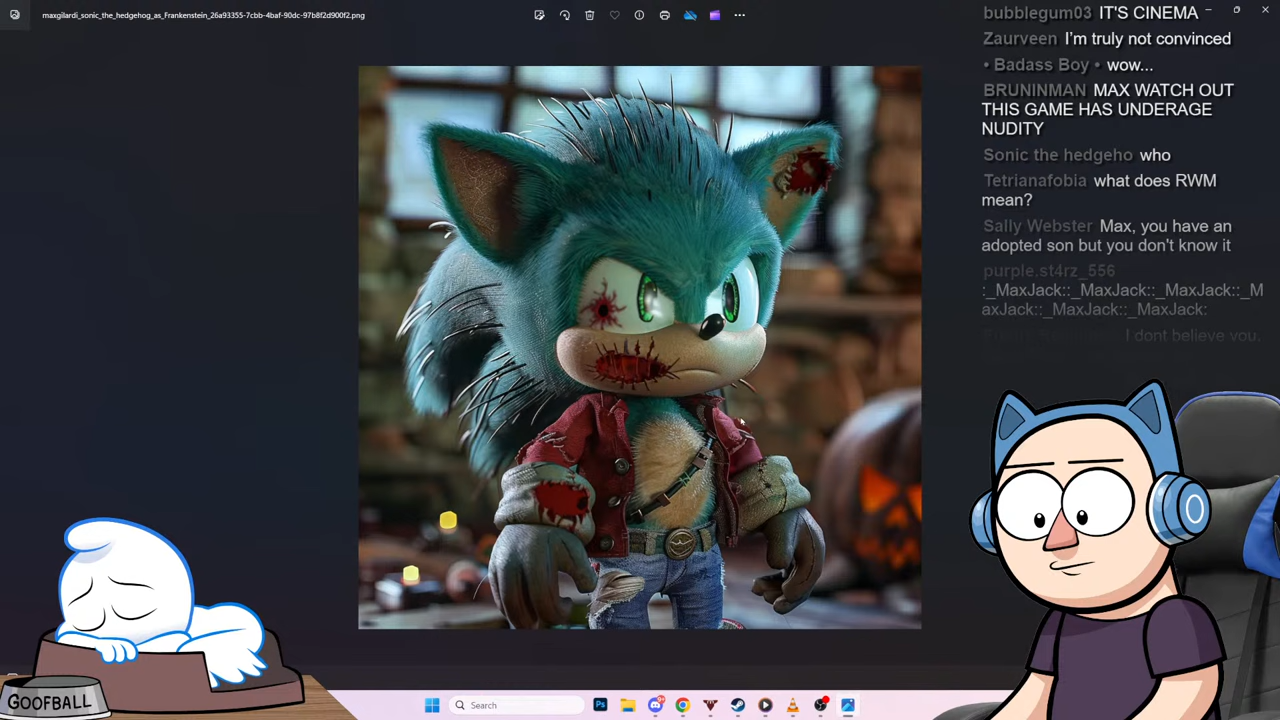 maxgilardi_sonic_the_hedgehog_as_Frankenstein_26a93355-7cbb-4baf-90dc-97b8f2d900f2.png
bubblegum03 IT'S CINEMA
Zaurveen I'm truly not convinced
• Badass Boy • wow...
BRUNINMAN MAX WATCH OUT
THIS GAME HAS UNDERAGE
NUDITY
Sonic the hedgeho who
Tetrianafobia what does RWM
mean?
Sally Webster Max, you have an
adopted son but you don't know it
purple.st4rz_556
:_MaxJack::_MaxJack::_MaxJack::_M
axJack::_MaxJack::_MaxJack:
I dont believe you.
GOOFBALL
Search